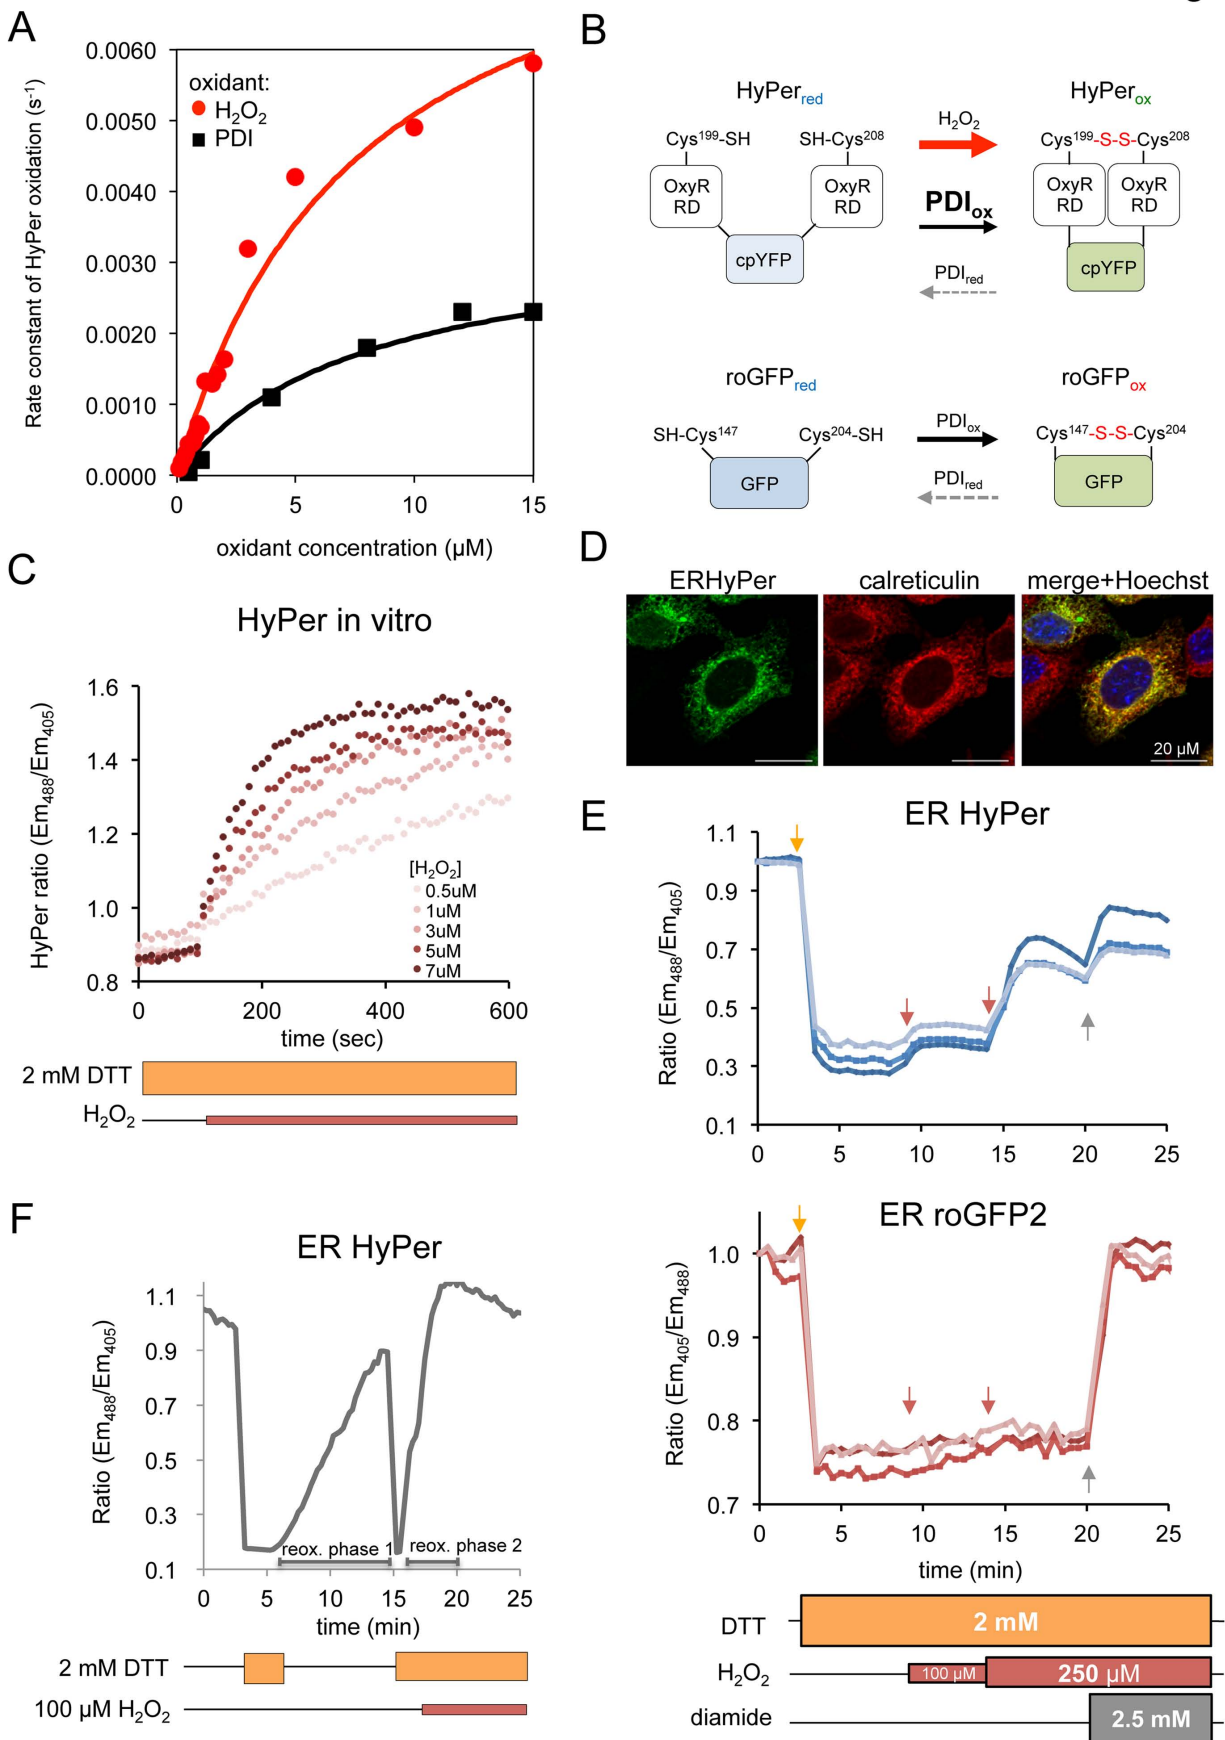 A
0.0060
0.0050
0.0040
0.0030
0.0020
0.0010
0.0000
Rate constant of HyPer oxidation (s⁻¹)
oxidant:
H₂O₂
PDI
0 5 10 15
oxidant concentration (µM)
B
HyPer_red
HyPer_ox
Cys¹⁹⁹-SH SH-Cys²⁰⁸
H₂O₂
Cys¹⁹⁹-S-S-Cys²⁰⁸
OxyR RD
OxyR RD
OxyR RD
OxyR RD
PDI_ox
cpYFP
PDI_red
cpYFP
roGFP_red
roGFP_ox
SH-Cys¹⁴⁷ Cys²⁰⁴-SH
PDI_ox
Cys¹⁴⁷-S-S-Cys²⁰⁴
GFP
PDI_red
GFP
C
HyPer in vitro
HyPer ratio (Em₄₈₈/Em₄₀₅)
1.6
1.4
1.2
1.0
0.8
[H₂O₂]
0.5uM
1uM
3uM
5uM
7uM
0 200 400 600
time (sec)
2 mM DTT
H₂O₂
D
ERHyPer calreticulin merge+Hoechst
20 µM
E
ER HyPer
Ratio (Em₄₈₈/Em₄₀₅)
1.1
0.9
0.7
0.5
0.3
0.1
0 5 10 15 20 25
ER roGFP2
Ratio (Em₄₀₅/Em₄₈₈)
1.0
0.9
0.8
0.7
0 5 10 15 20 25
time (min)
DTT 2 mM
H₂O₂ 100 µM 250 µM
diamide 2.5 mM
F
ER HyPer
Ratio (Em₄₈₈/Em₄₀₅)
1.1
0.9
0.7
0.5
0.3
0.1
reox. phase 1 reox. phase 2
0 5 10 15 20 25
time (min)
2 mM DTT
100 µM H₂O₂